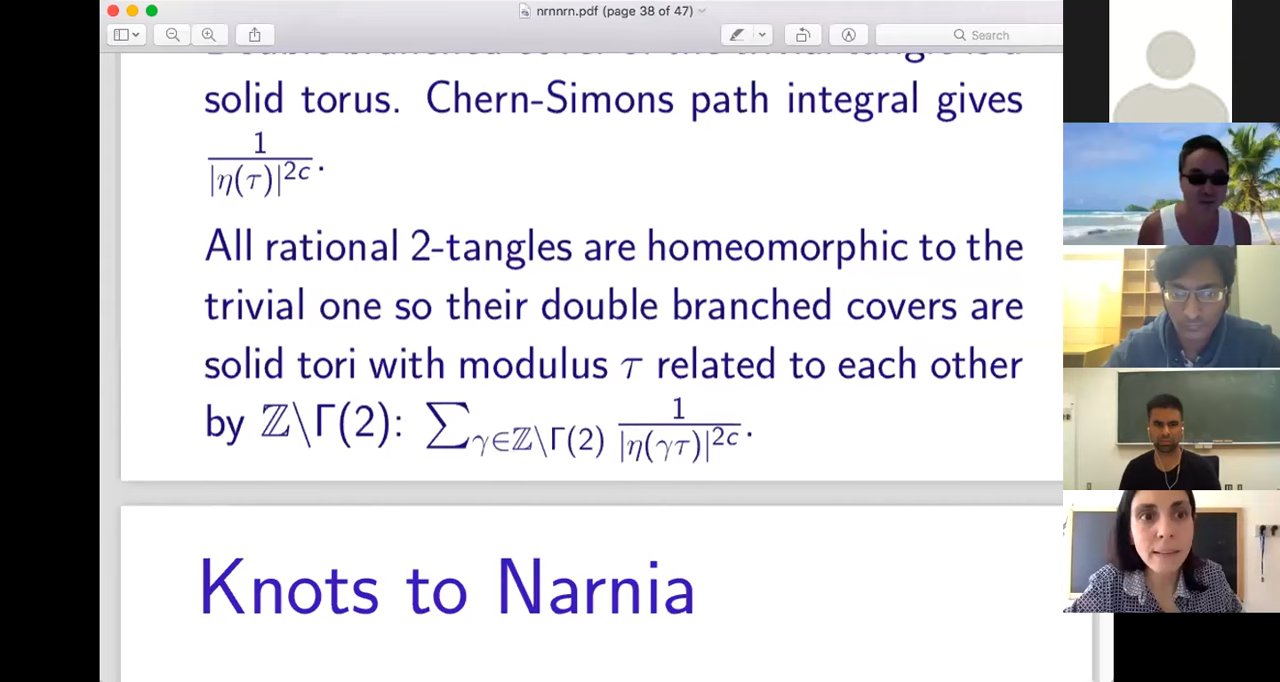 nrnnrn.pdf (page 38 of 47)
Search
solid torus. Chern-Simons path integral gives
1/|η(τ)|^{2c}.
All rational 2-tangles are homeomorphic to the
trivial one so their double branched covers are
solid tori with modulus τ related to each other
by ℤ\Γ(2): ∑_{γ∈ℤ\Γ(2)} 1/|η(γτ)|^{2c}.
Knots to Narnia